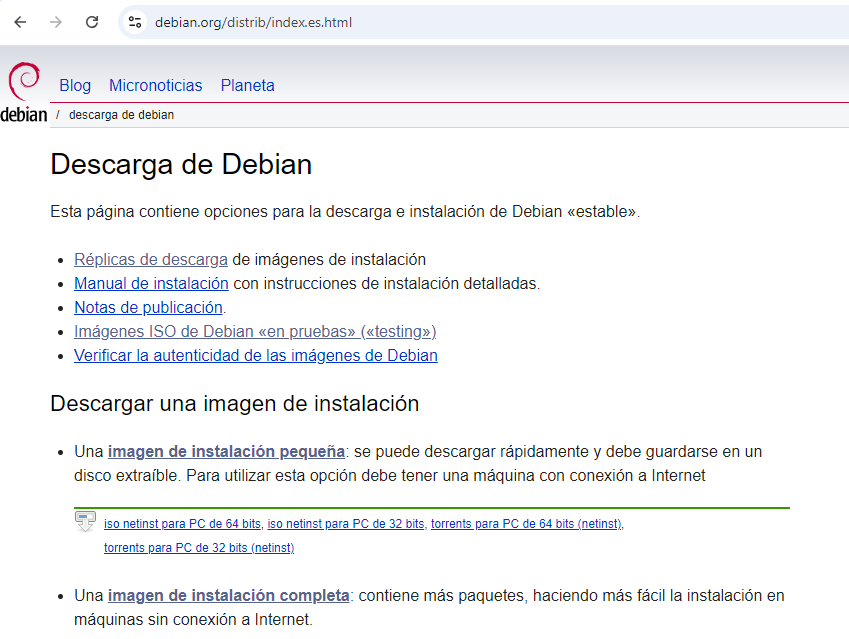 debian.org/distrib/index.es.html
Blog Micronoticias Planeta
debian / descarga de debian
Descarga de Debian
Esta página contiene opciones para la descarga e instalación de Debian «estable».
Réplicas de descarga de imágenes de instalación
Manual de instalación con instrucciones de instalación detalladas.
Notas de publicación.
Imágenes ISO de Debian «en pruebas» («testing»)
Verificar la autenticidad de las imágenes de Debian
Descargar una imagen de instalación
Una imagen de instalación pequeña: se puede descargar rápidamente y debe guardarse en un
disco extraíble. Para utilizar esta opción debe tener una máquina con conexión a Internet
iso netinst para PC de 64 bits, iso netinst para PC de 32 bits, torrents para PC de 64 bits (netinst),
torrents para PC de 32 bits (netinst)
Una imagen de instalación completa: contiene más paquetes, haciendo más fácil la instalación en
máquinas sin conexión a Internet.